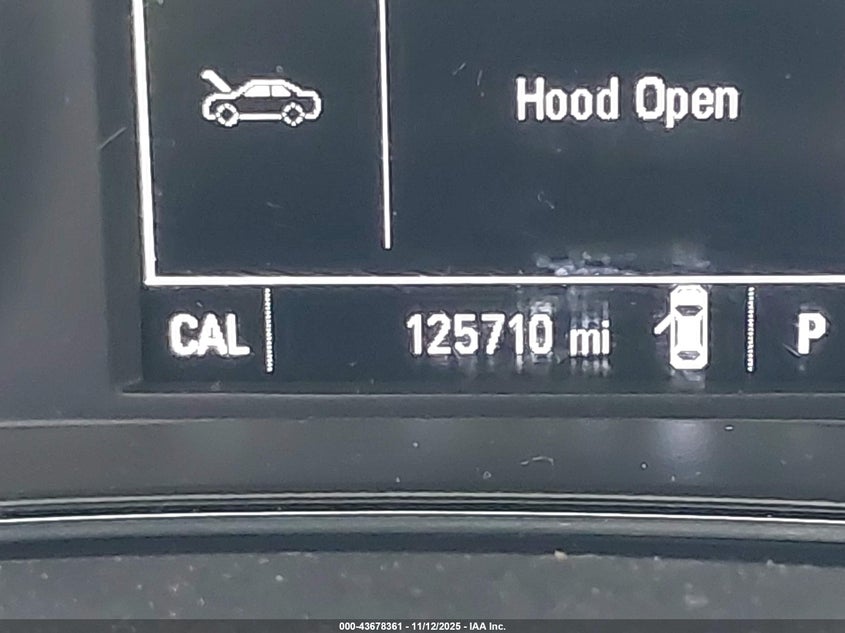 Hood Open
CAL
125710 mi
P
000-43678361 - 11/12/2025 - IAA Inc.